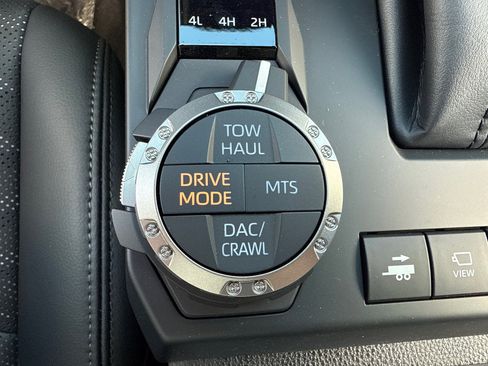 4L 4H 2H
TOW
HAUL
DRIVE
MODE
MTS
DAC/
CRAWL
VIEW